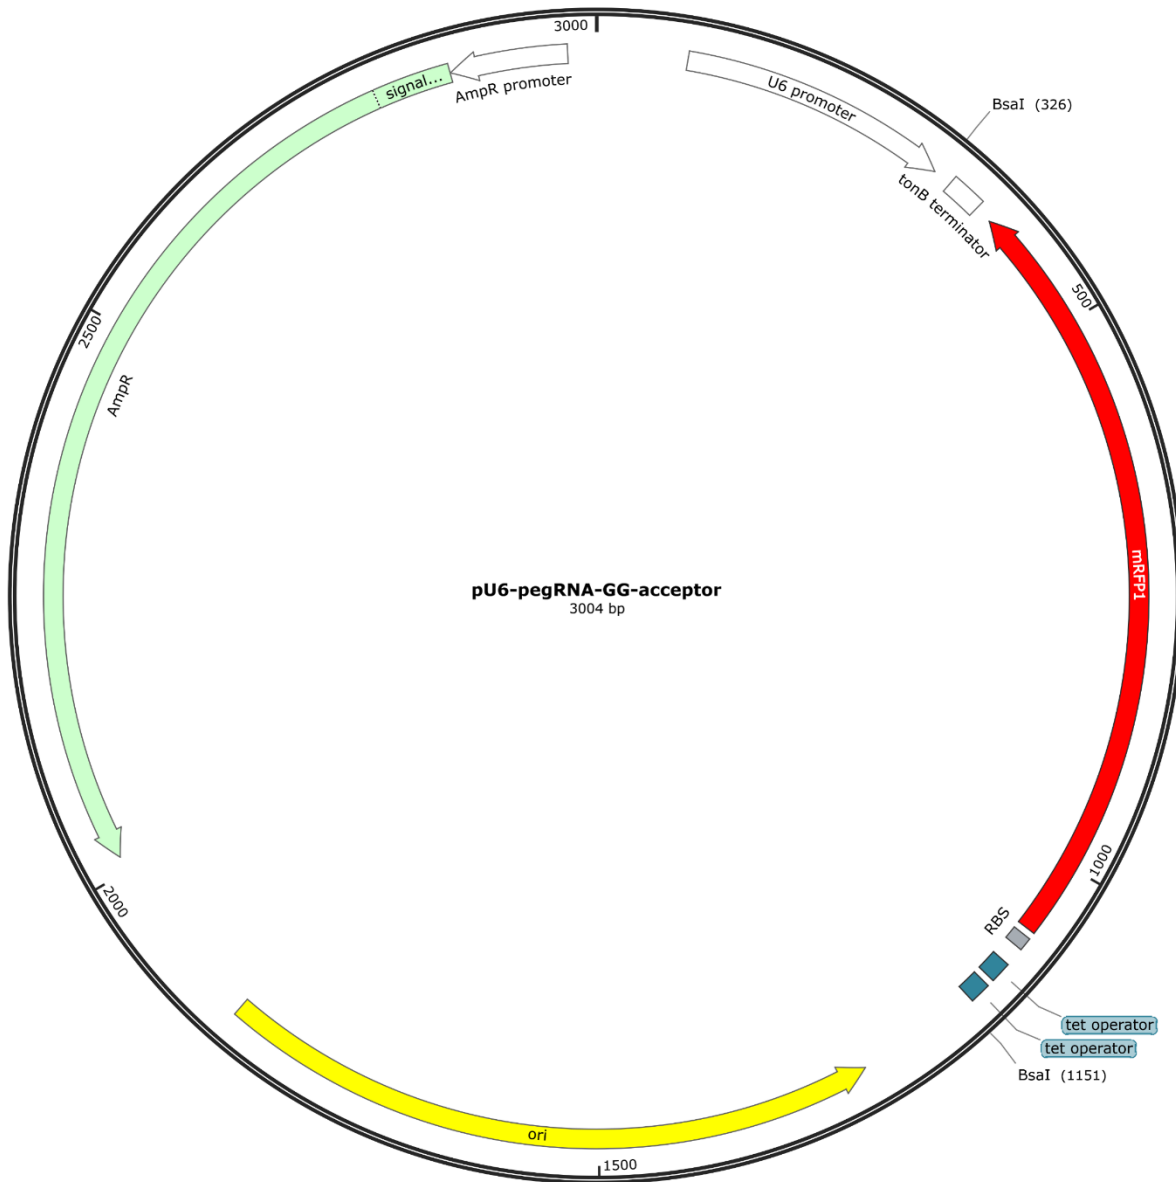 3000
signal...
AmpR promoter
U6 promoter
BsaI (326)
tonB terminator
500
2500
AmpR
mRFP1
pU6-pegRNA-GG-acceptor
3004 bp
1000
2000
RBS
tet operator
tet operator
BsaI (1151)
ori
1500